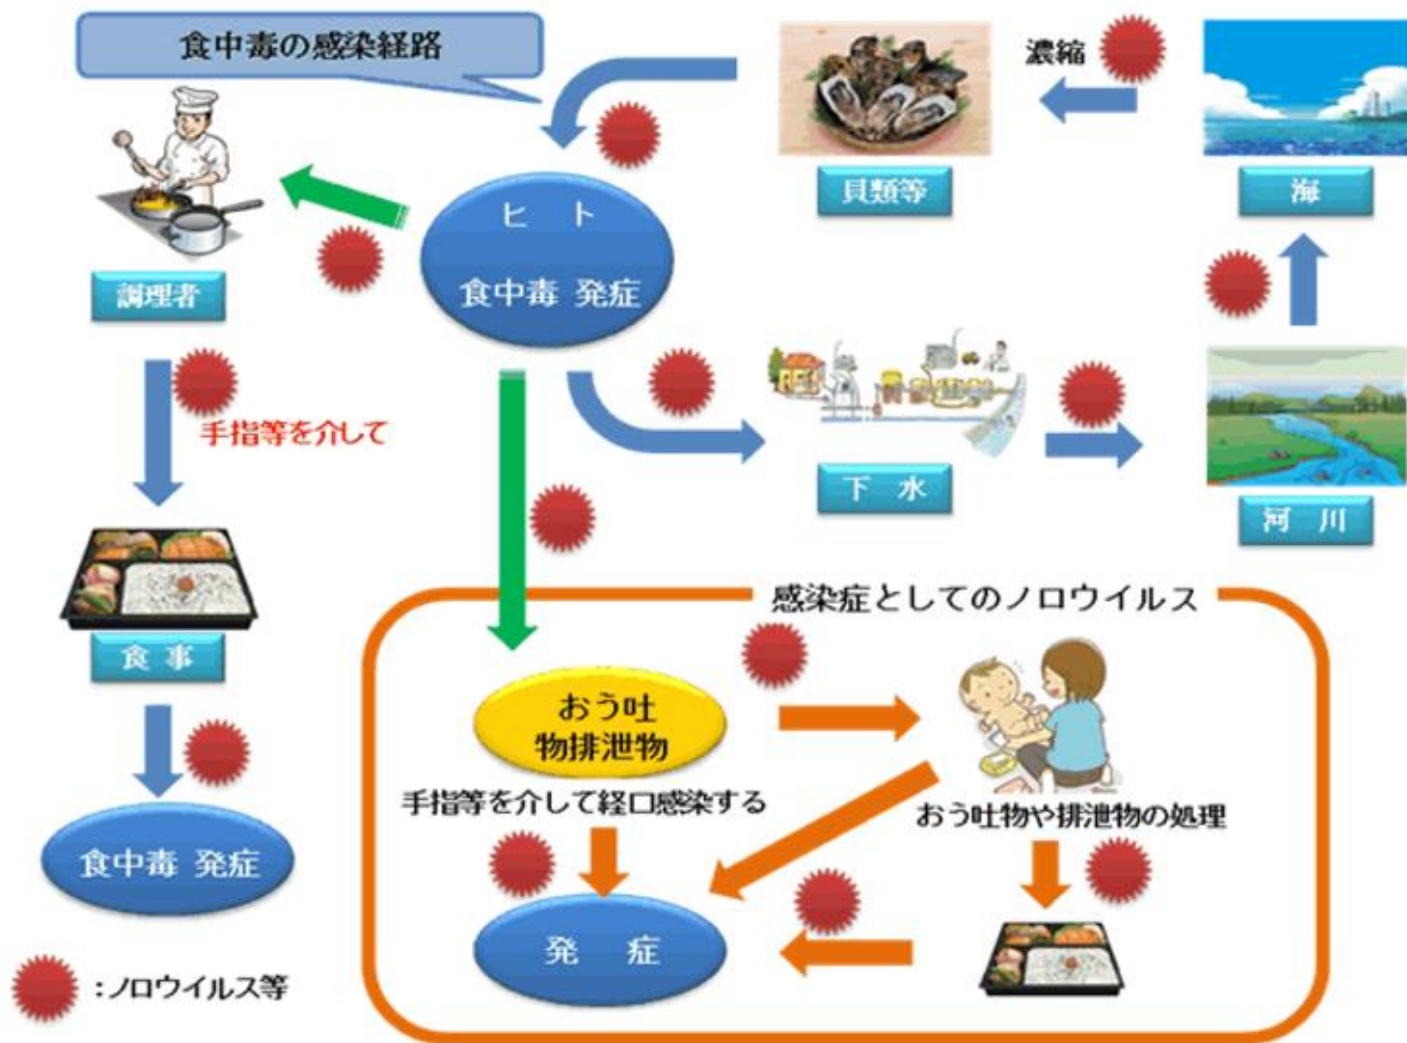 食中毒の感染経路
濃縮
貝類等
海
ヒ ト
食中毒 発症
調理者
手指等を介して
下 水
河 川
食 事
食中毒 発症
感染症としてのノロウイルス
おう吐
物排泄物
手指等を介して経口感染する
おう吐物や排泄物の処理
発 症
:ノロウイルス等